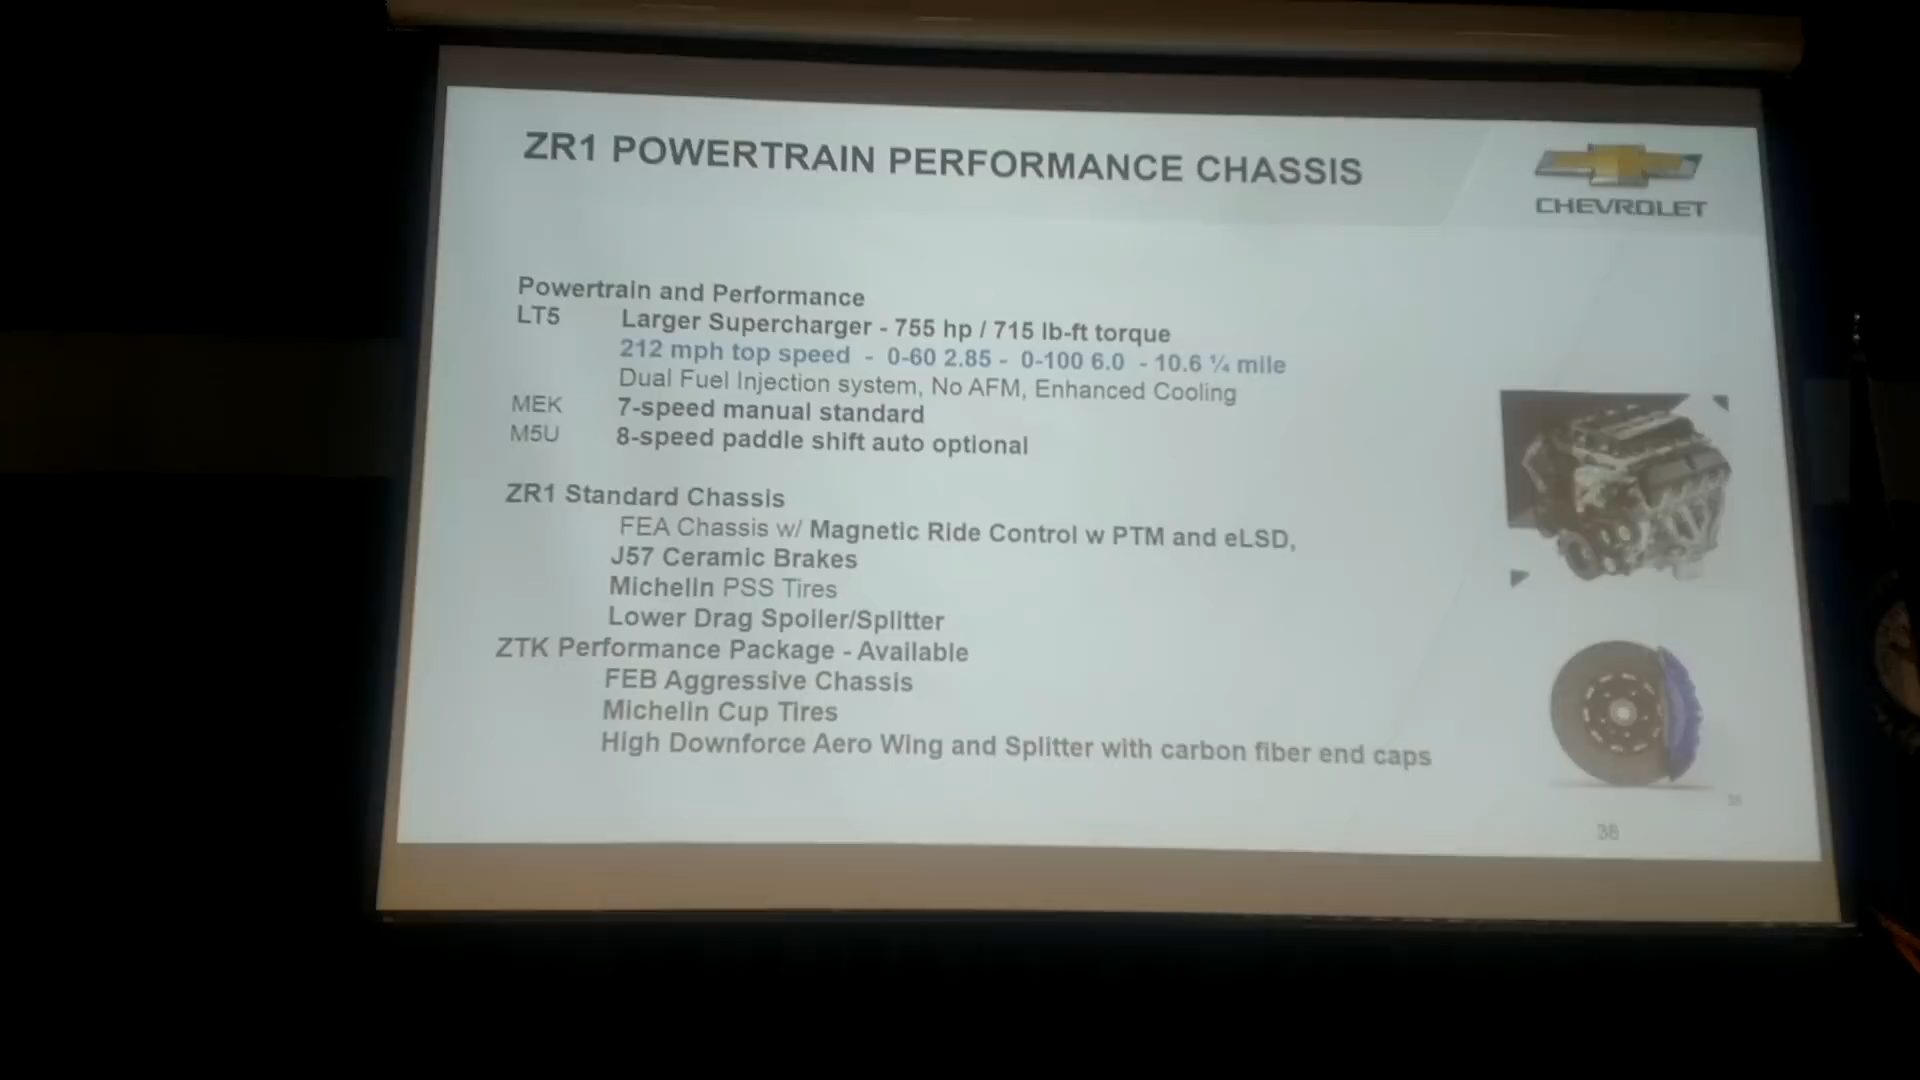 ZR1 POWERTRAIN PERFORMANCE CHASSIS
CHEVROLET
Powertrain and Performance
LT5 Larger Supercharger - 755 hp / 715 lb-ft torque
212 mph top speed - 0-60 2.85 - 0-100 6.0 - 10.6 ¼ mile
Dual Fuel Injection system, No AFM, Enhanced Cooling
MEK 7-speed manual standard
M5U 8-speed paddle shift auto optional
ZR1 Standard Chassis
FEA Chassis w/ Magnetic Ride Control w PTM and eLSD,
J57 Ceramic Brakes
Michelin PSS Tires
Lower Drag Spoiler/Splitter
ZTK Performance Package - Available
FEB Aggressive Chassis
Michelin Cup Tires
High Downforce Aero Wing and Splitter with carbon fiber end caps
38